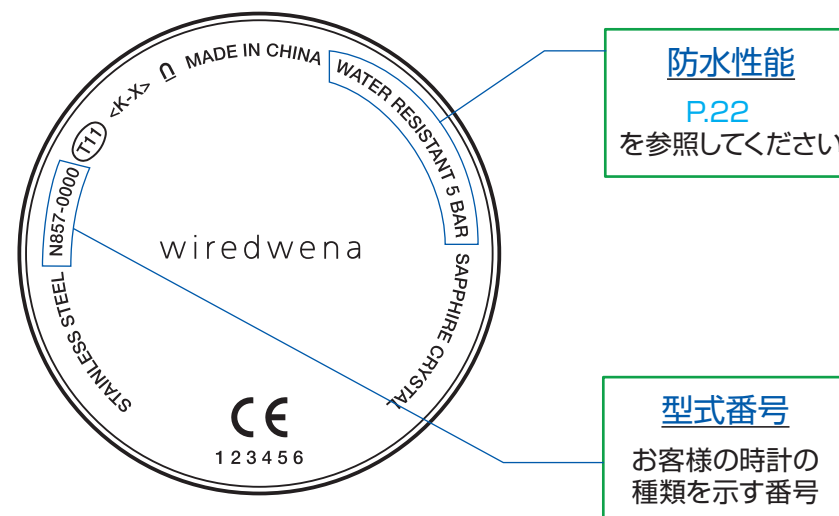 MADE IN CHINA
WATER RESISTANT 5 BAR
SAPPHIRE CRYSTAL
<K-X>
T11
N857-0000
STAINLESS STEEL
wiredwena
CE
123456
防水性能
P.22
を参照してください
型式番号
お客様の時計の
種類を示す番号